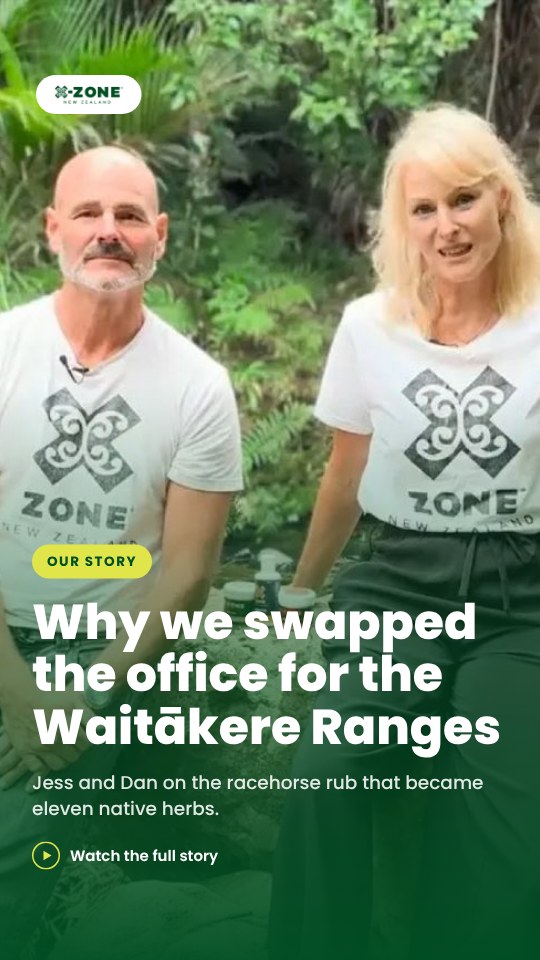 X-ZONE
NEW ZEALAND
X
ZONE
NEW ZEALAND
X
ZONE
NEW ZEALAND
OUR STORY
Why we swapped
the office for the
Waitākere Ranges
Jess and Dan on the racehorse rub that became
eleven native herbs.
Watch the full story